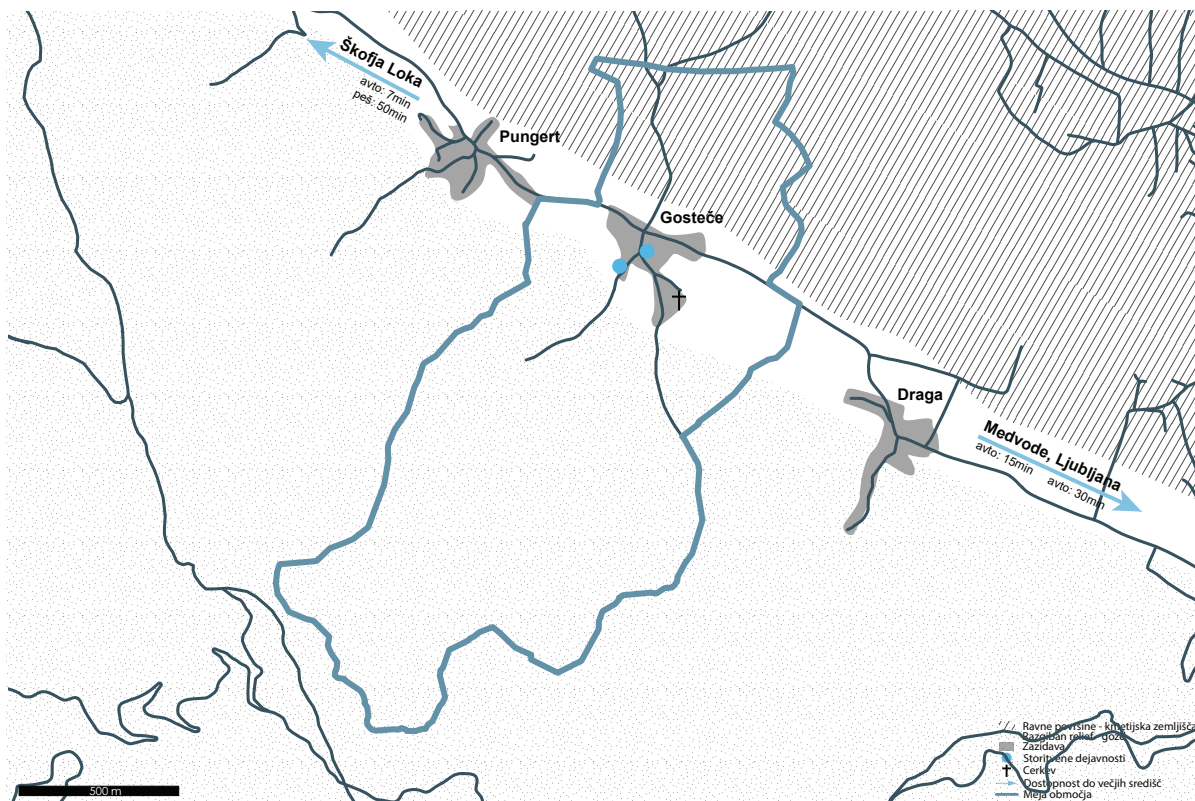 Škofja Loka
avto: 7min
peš: 50min
Pungert
Gosteče
Draga
Medvode, Ljubljana
avto: 15min
avto: 30min
Ravne površine - kmetijska zemljišča
Razgiban relief - gozd
Zazidava
Storitvene dejavnosti
Cerkev
Dostopnost do večjih središč
Meja območja
500 m